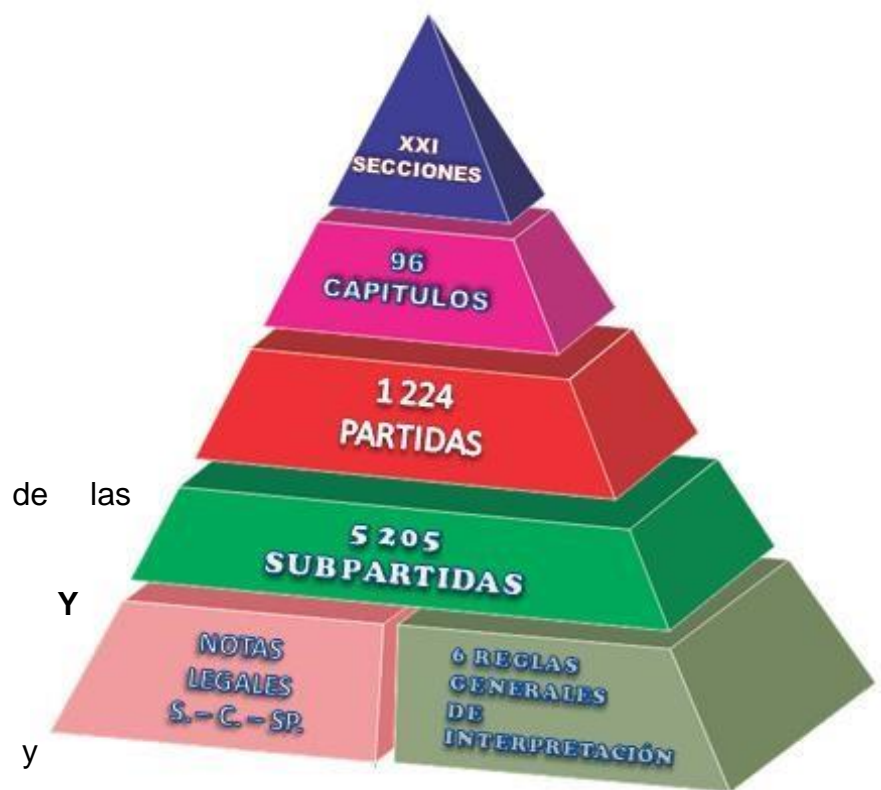 XXI
SECCIONES
96
CAPITULOS
1 224
PARTIDAS
de las
5 205
SUBPARTIDAS
Y
NOTAS
LEGALES
S. – C. – SP.
6 REGLAS
GENERALES
DE
INTERPRETACIÓN
y